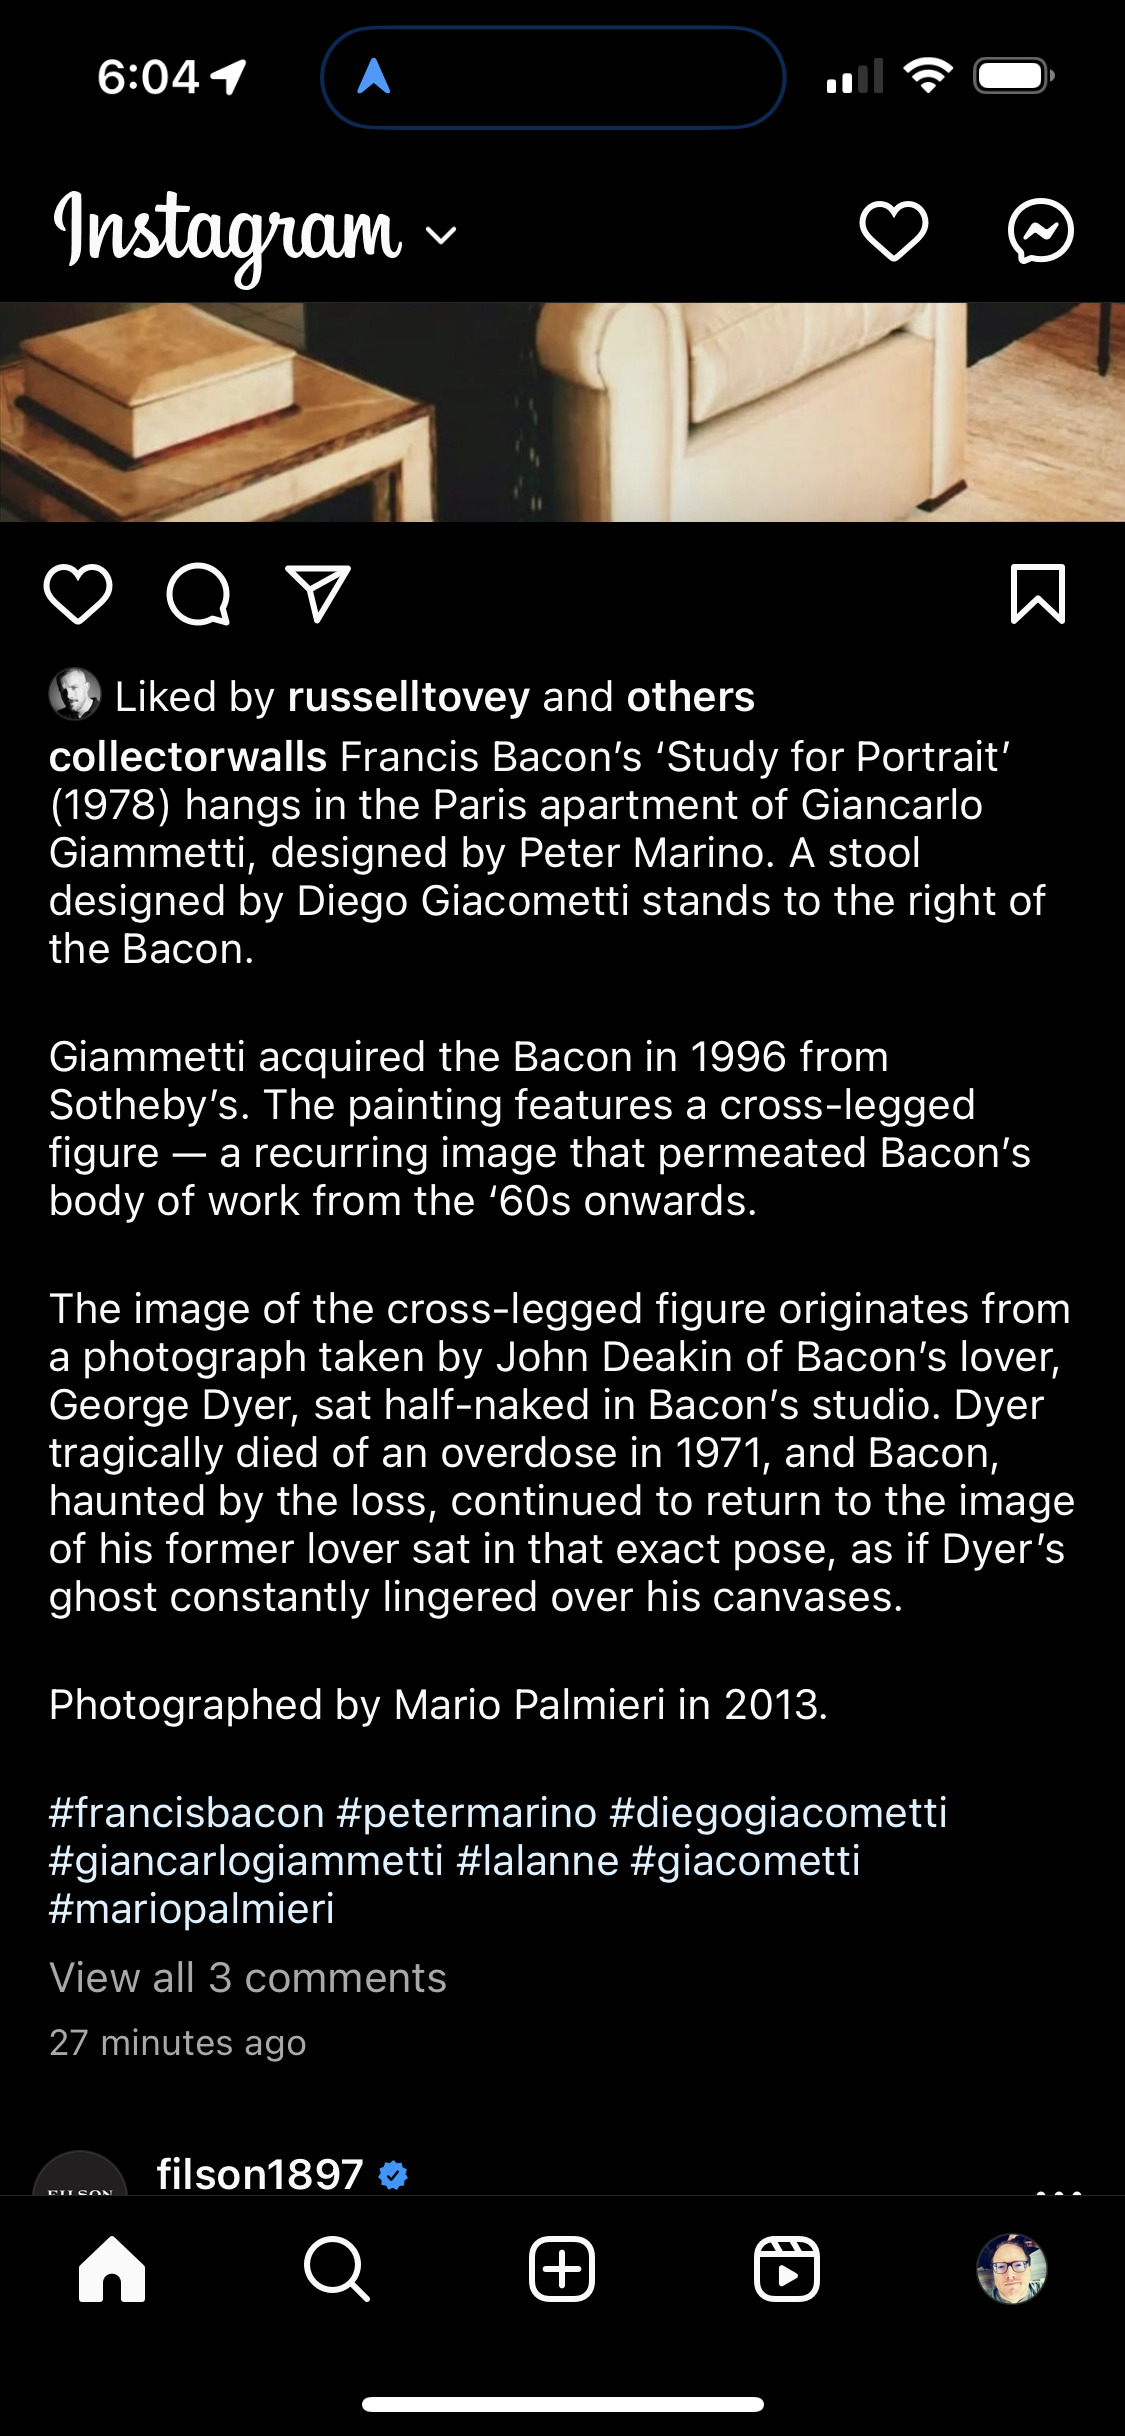 6:04
Instagram
Liked by russelltovey and others
collectorwalls Francis Bacon’s ‘Study for Portrait’
(1978) hangs in the Paris apartment of Giancarlo
Giammetti, designed by Peter Marino. A stool
designed by Diego Giacometti stands to the right of
the Bacon.
Giammetti acquired the Bacon in 1996 from
Sotheby’s. The painting features a cross-legged
figure — a recurring image that permeated Bacon’s
body of work from the ‘60s onwards.
The image of the cross-legged figure originates from
a photograph taken by John Deakin of Bacon’s lover,
George Dyer, sat half-naked in Bacon’s studio. Dyer
tragically died of an overdose in 1971, and Bacon,
haunted by the loss, continued to return to the image
of his former lover sat in that exact pose, as if Dyer’s
ghost constantly lingered over his canvases.
Photographed by Mario Palmieri in 2013.
#francisbacon #petermarino #diegogiacometti
#giancarlogiammetti #lalanne #giacometti
#mariopalmieri
View all 3 comments
27 minutes ago
FILSON
filson1897